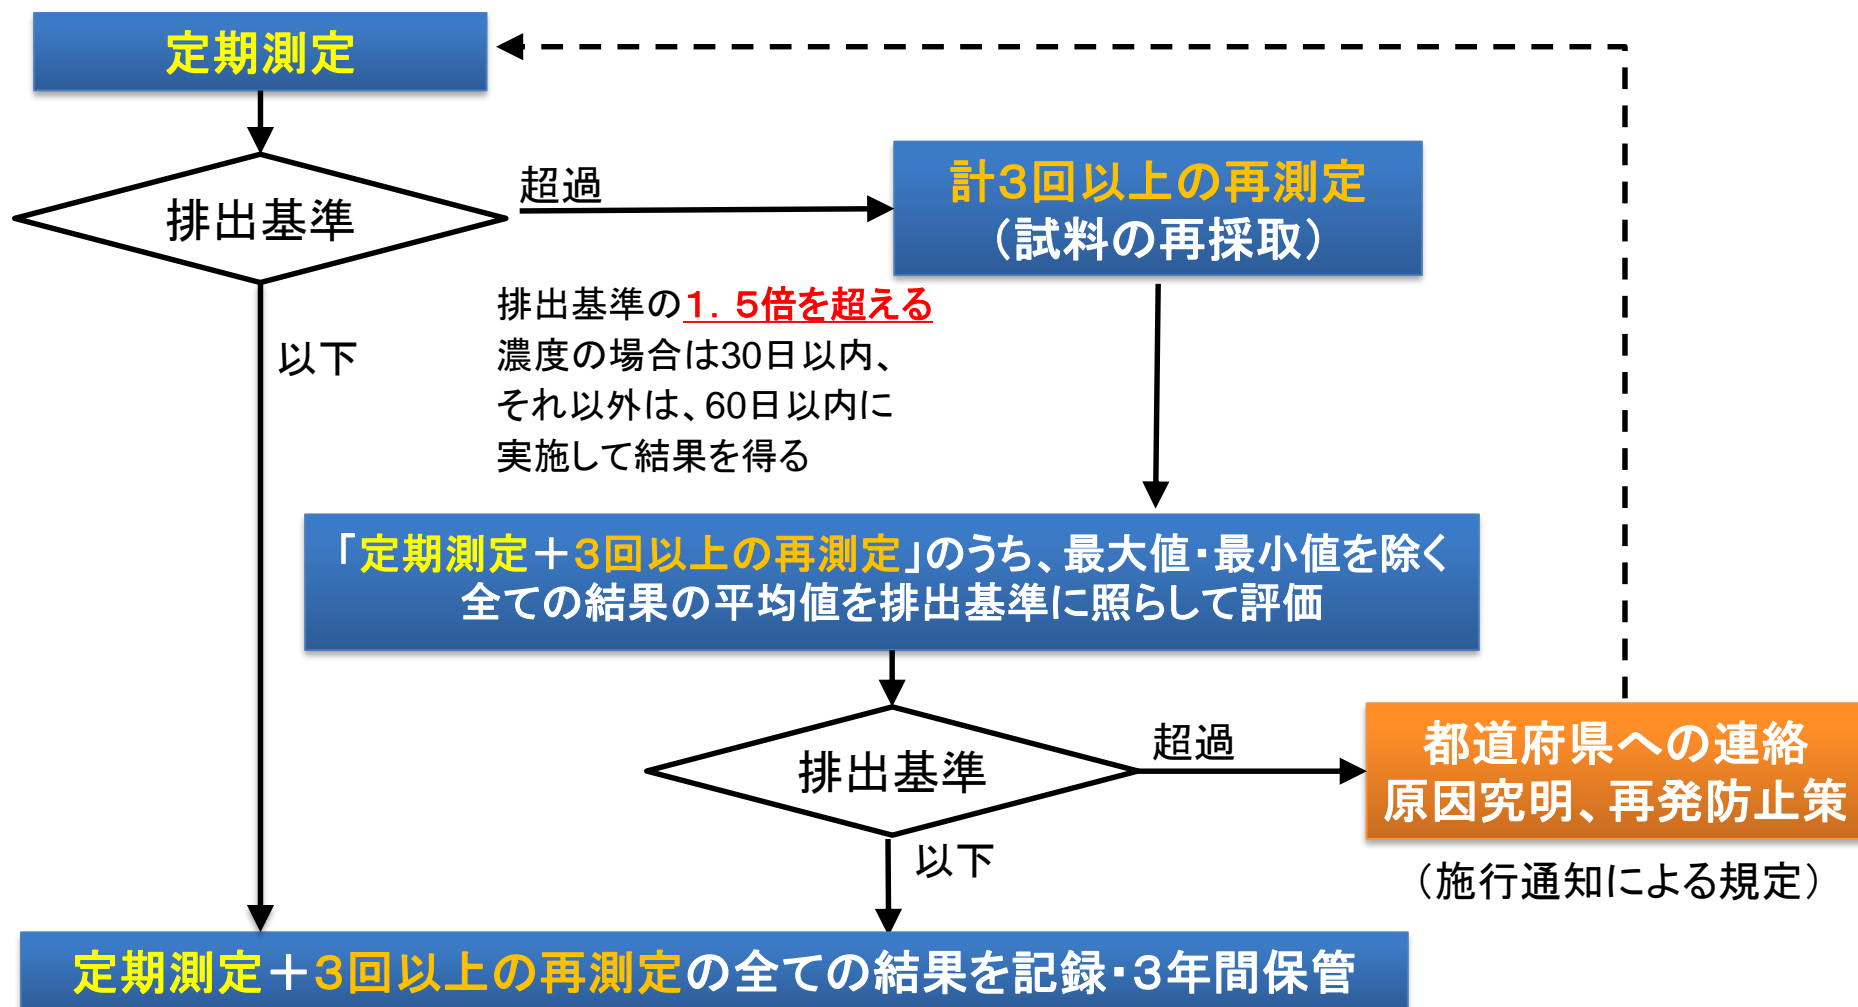 定期測定
排出基準
超過
計３回以上の再測定
（試料の再採取）
排出基準の１．５倍を超える
濃度の場合は30日以内、
それ以外は、60日以内に
実施して結果を得る
以下
「定期測定＋３回以上の再測定」のうち、最大値・最小値を除く
全ての結果の平均値を排出基準に照らして評価
排出基準
超過
都道府県への連絡
原因究明、再発防止策
（施行通知による規定）
以下
定期測定＋３回以上の再測定の全ての結果を記録・３年間保管